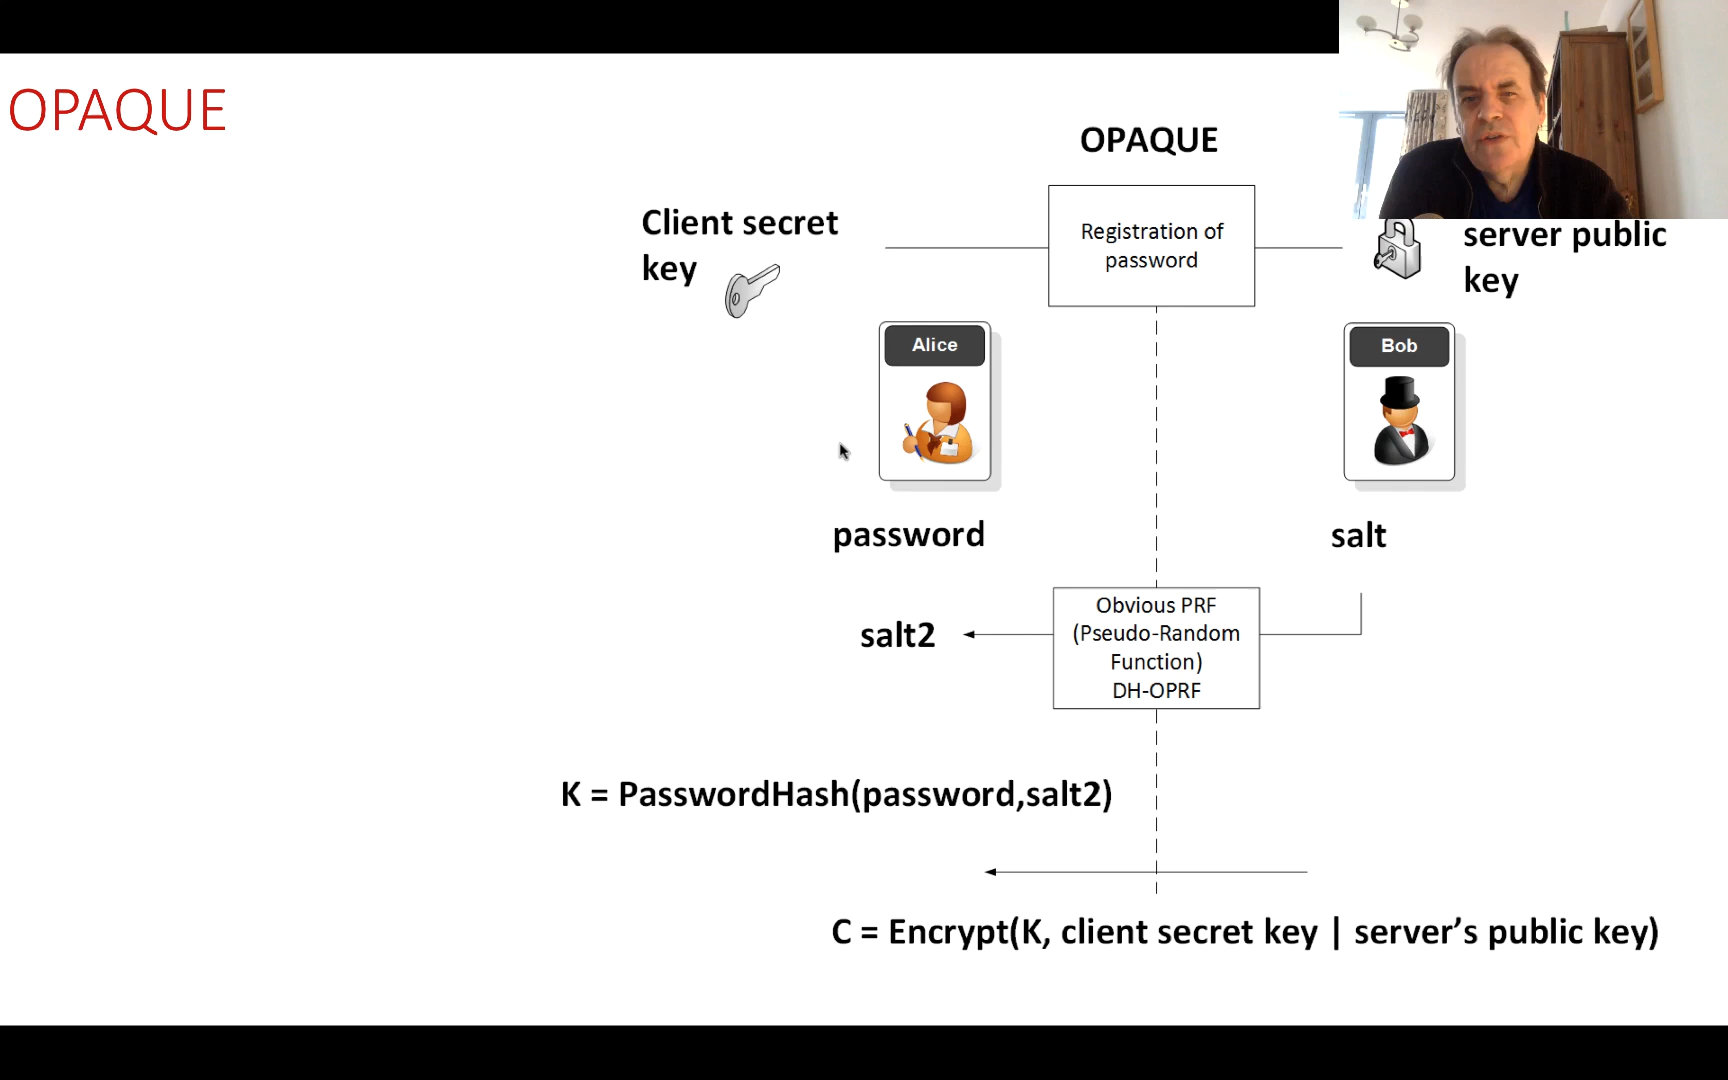 OPAQUE
OPAQUE
Client secret
key
Registration of
password
server public
key
Alice
Bob
password
salt
Obvious PRF
(Pseudo-Random
Function)
DH-OPRF
salt2
K = PasswordHash(password,salt2)
C = Encrypt(K, client secret key | server’s public key)